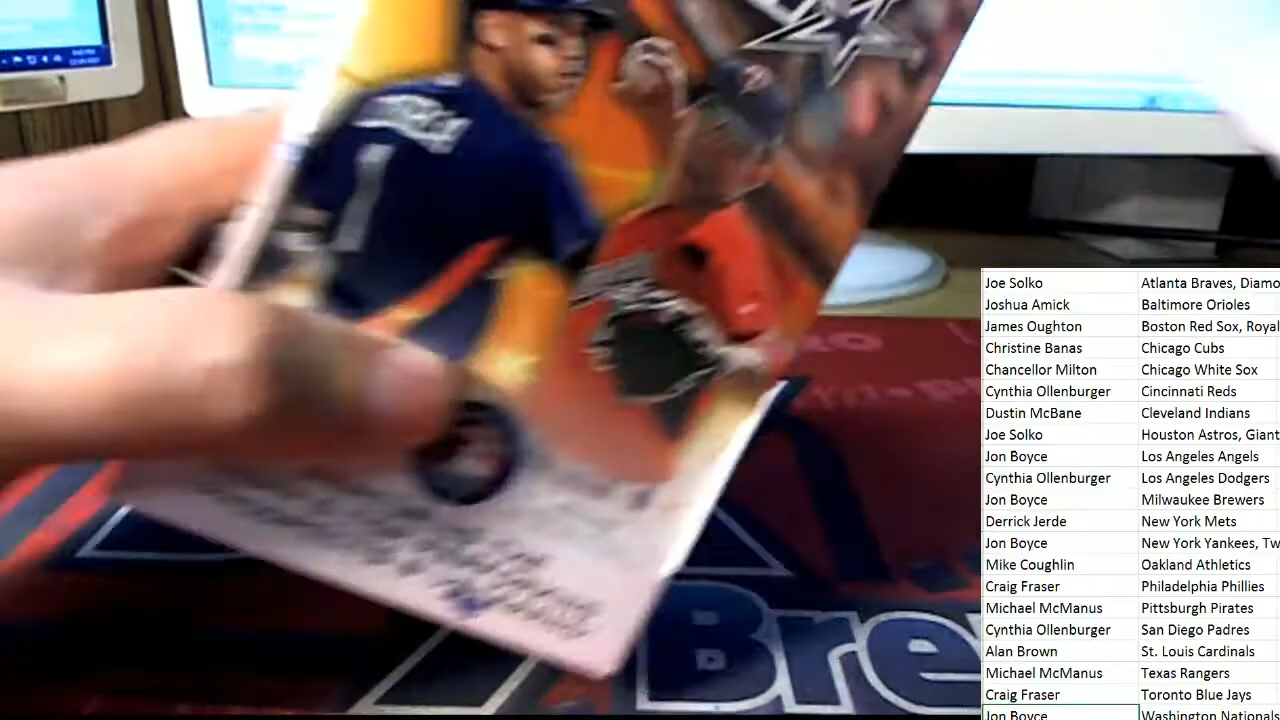 1
Bre
Joe Solko Atlanta Braves, Diamo
Joshua Amick Baltimore Orioles
James Oughton Boston Red Sox, Royal
Christine Banas Chicago Cubs
Chancellor Milton Chicago White Sox
Cynthia Ollenburger Cincinnati Reds
Dustin McBane Cleveland Indians
Joe Solko Houston Astros, Giant
Jon Boyce Los Angeles Angels
Cynthia Ollenburger Los Angeles Dodgers
Jon Boyce Milwaukee Brewers
Derrick Jerde New York Mets
Jon Boyce New York Yankees, Tw
Mike Coughlin Oakland Athletics
Craig Fraser Philadelphia Phillies
Michael McManus Pittsburgh Pirates
Cynthia Ollenburger San Diego Padres
Alan Brown St. Louis Cardinals
Michael McManus Texas Rangers
Craig Fraser Toronto Blue Jays
Jon Boyce Washington Nationals